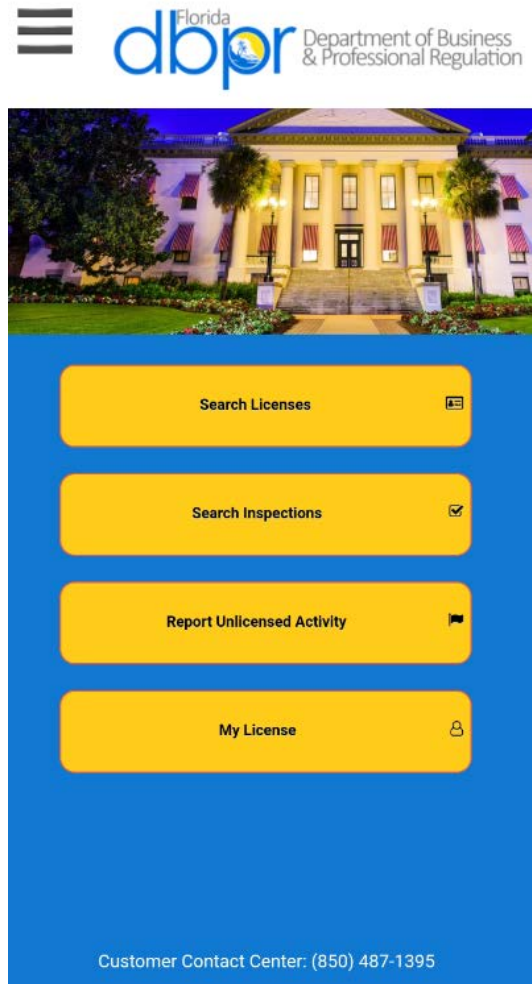 Florida
dbpr
Department of Business
& Professional Regulation
Search Licenses
Search Inspections
Report Unlicensed Activity
My License
Customer Contact Center: (850) 487-1395